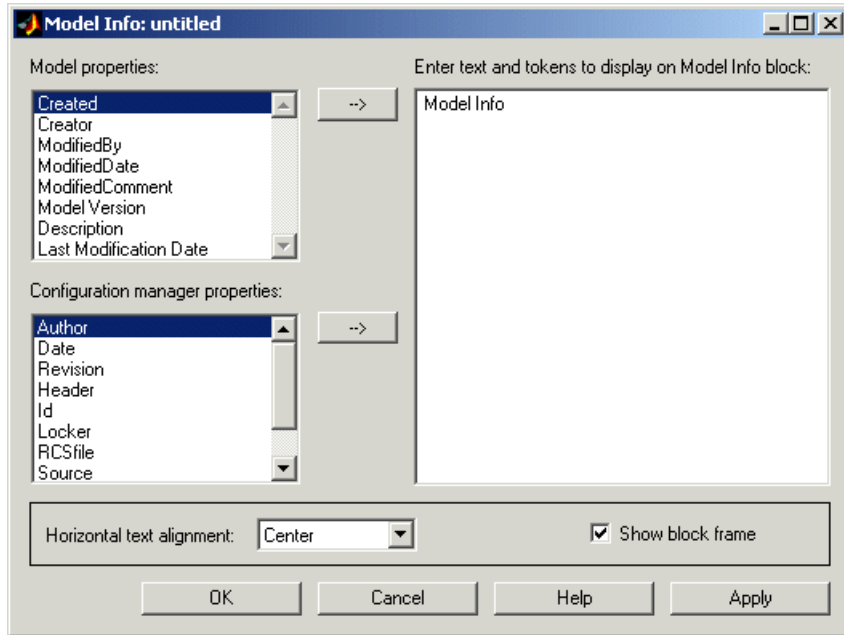 Model Info: untitled
Model properties:
Created
Creator
ModifiedBy
ModifiedDate
ModifiedComment
Model Version
Description
Last Modification Date
-->
Enter text and tokens to display on Model Info block:
Model Info
Configuration manager properties:
Author
Date
Revision
Header
Id
Locker
RCSfile
Source
-->
Horizontal text alignment: Center
Show block frame
OK Cancel Help Apply